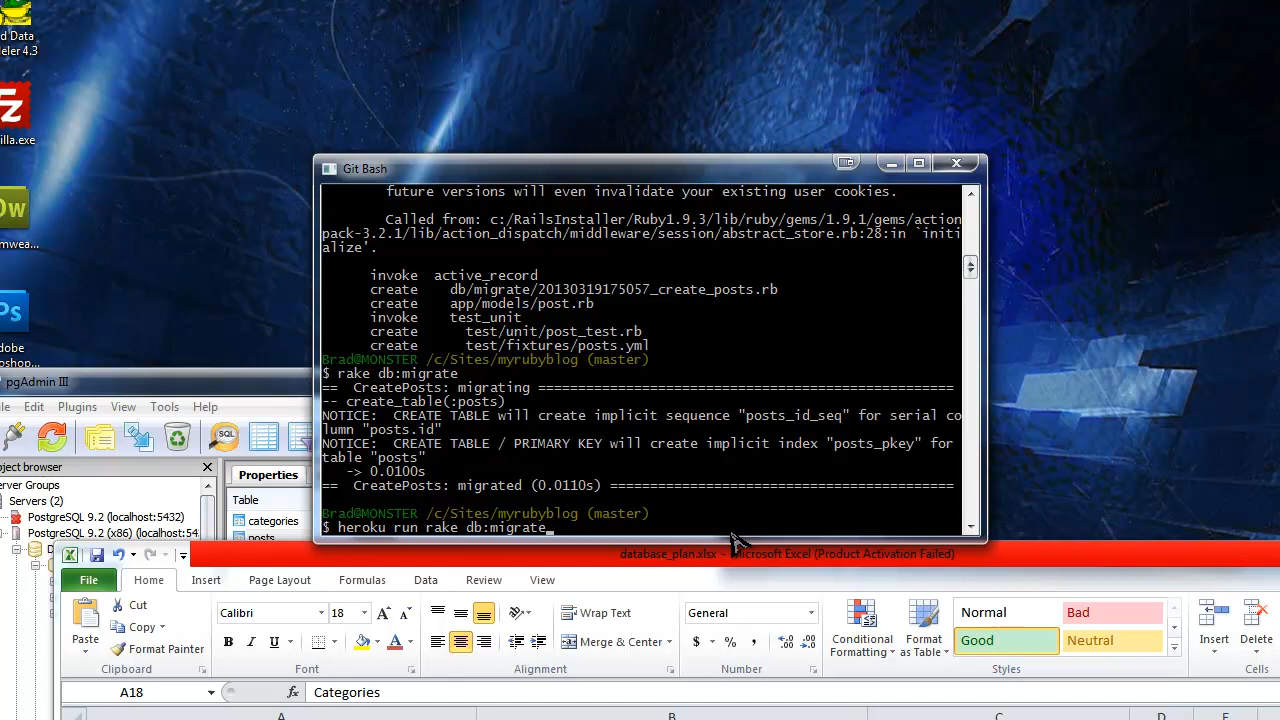 d Data
eler 4.3
illa.exe
mwea...
dobe
oshop...
Git Bash
future versions will even invalidate your existing user cookies.
Called from: c:/RailsInstaller/Ruby1.9.3/lib/ruby/gems/1.9.1/gems/action
pack-3.2.1/lib/action_dispatch/middleware/session/abstract_store.rb:28:in `initi
alize'.
invoke active_record
create db/migrate/20130319175057_create_posts.rb
create app/models/post.rb
invoke test_unit
create test/unit/post_test.rb
create test/fixtures/posts.yml
Brad@MONSTER /c/Sites/myrubyblog (master)
$ rake db:migrate
== CreatePosts: migrating ====================================================
-- create_table(:posts)
NOTICE: CREATE TABLE will create implicit sequence "posts_id_seq" for serial co
lumn "posts.id"
NOTICE: CREATE TABLE / PRIMARY KEY will create implicit index "posts_pkey" for
table "posts"
-> 0.0100s
== CreatePosts: migrated (0.0110s) ===========================================
Brad@MONSTER /c/Sites/myrubyblog (master)
$ heroku run rake db:migrate
pgAdmin III
ile Edit Plugins View Tools Help
SQL
bject browser
Properties
erver Groups
Table
Servers (2)
PostgreSQL 9.2 (localhost:5432)
categories
PostgreSQL 9.2 (x86) (localhost:543
posts
database_plan.xlsx - Microsoft Excel (Product Activation Failed)
File Home Insert Page Layout Formulas Data Review View
Paste
Cut
Copy
Format Painter
Clipboard
Calibri 18
B I U
Font
Wrap Text
Merge & Center
Alignment
General
$ % ,
Number
Conditional
Formatting
Format
as Table
Normal Bad
Good Neutral
Styles
Insert Delete
Cells
A18 fx Categories
A B C D E